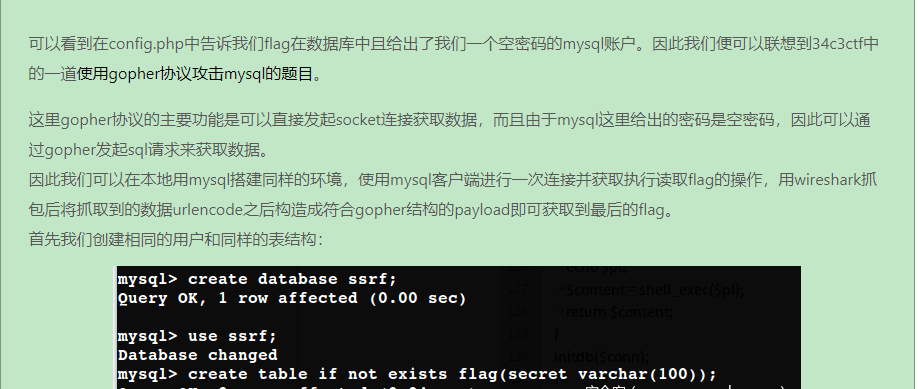 可以看到在config.php中告诉我们flag在数据库中且给出了我们一个空密码的mysql账户。因此我们便可以联想到34c3ctf中
的一道使用gopher协议攻击mysql的题目。
这里gopher协议的主要功能是可以直接发起socket连接获取数据，而且由于mysql这里给出的密码是空密码，因此可以通
过gopher发起sql请求来获取数据。
因此我们可以在本地用mysql搭建同样的环境，使用mysql客户端进行一次连接并获取执行读取flag的操作，用wireshark抓
包后将抓取到的数据urlencode之后构造成符合gopher结构的payload即可获取到最后的flag。
首先我们创建相同的用户和同样的表结构：
mysql> create database ssrf;
Query OK, 1 row affected (0.00 sec)
$content = shell_exec($pl);
return $content;
}
initdb($conn);
mysql> use ssrf;
Database changed
mysql> create table if not exists flag(secret varchar(100));